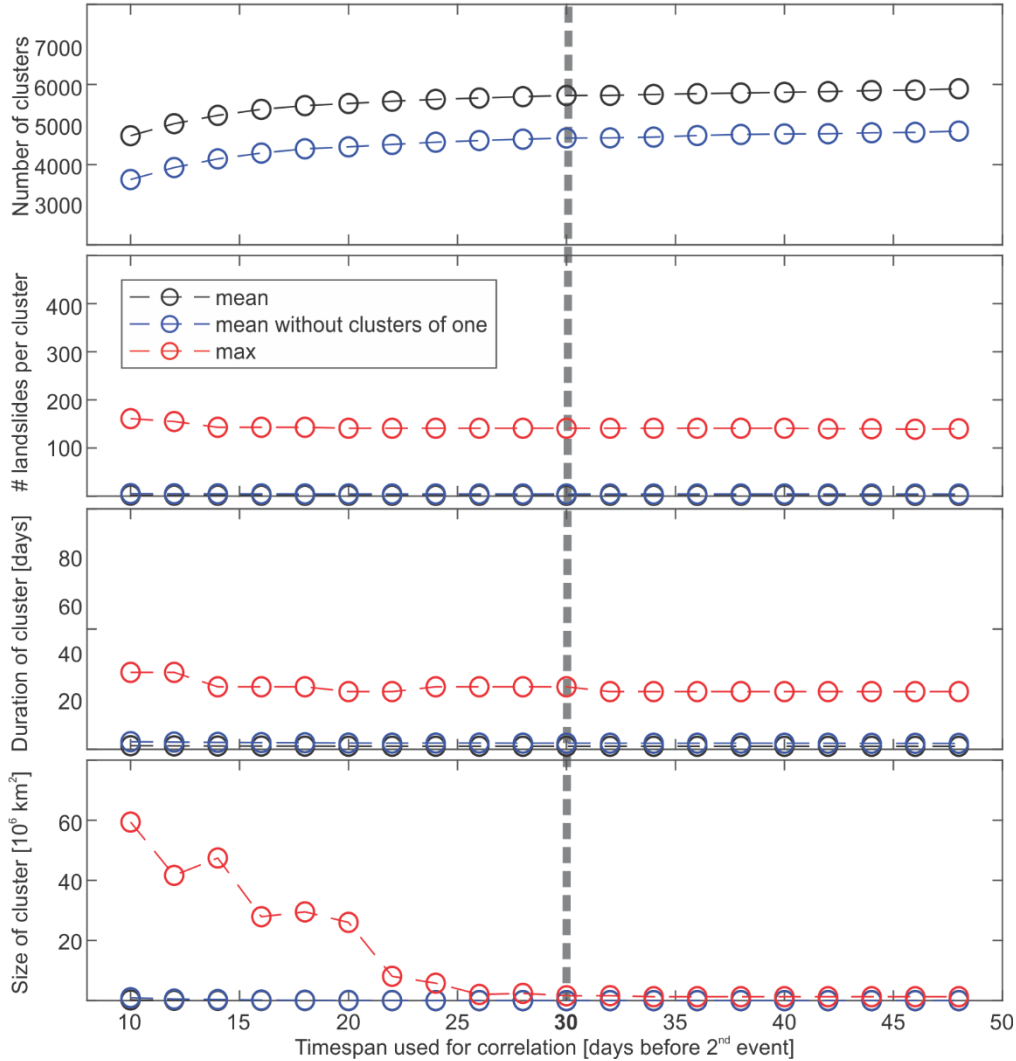 Number of clusters
7000
6000
5000
4000
3000
# landslides per cluster
400
300
200
100
mean
mean without clusters of one
max
Duration of cluster [days]
80
60
40
20
Size of cluster [10⁶ km²]
60
40
20
10 15 20 25 30 35 40 45 50
Timespan used for correlation [days before 2ⁿᵈ event]